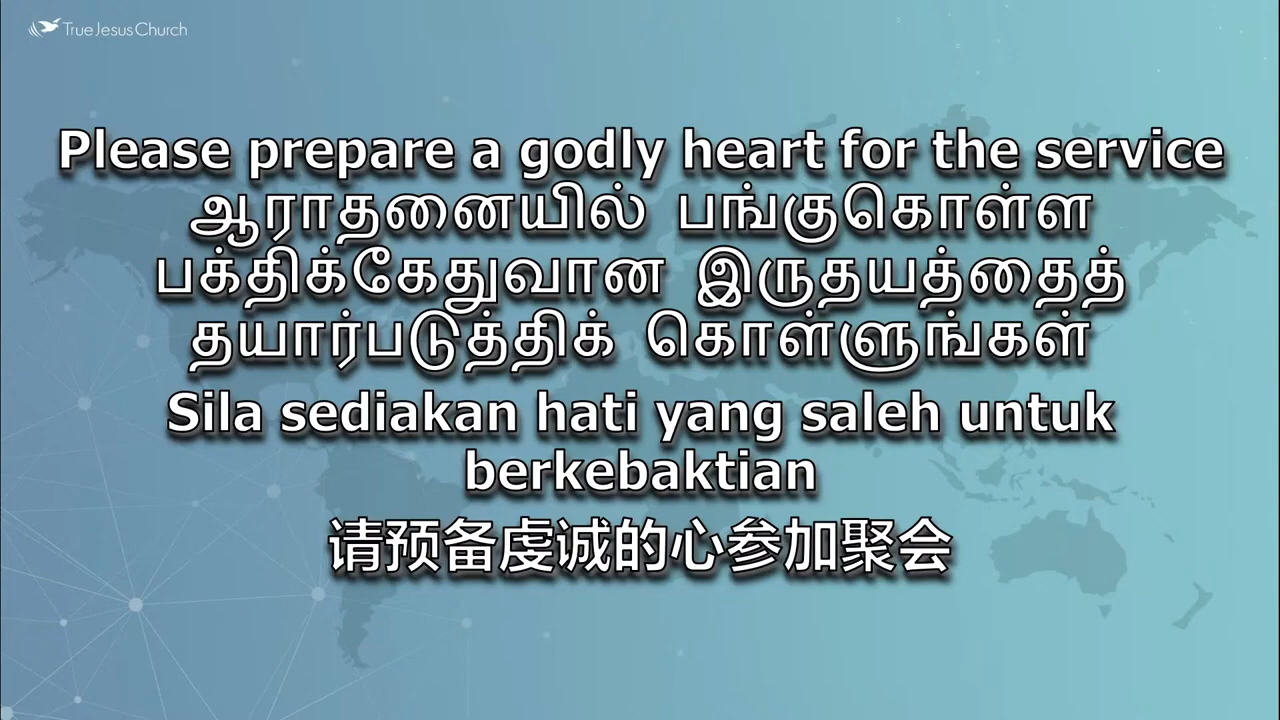 True Jesus Church
Please prepare a godly heart for the service
ஆராதனையில் பங்குகொள்ள
பக்திக்கேதுவான இருதயத்தைத்
தயார்படுத்திக் கொள்ளுங்கள்
Sila sediakan hati yang saleh untuk
berkebaktian
请预备虔诚的心参加聚会